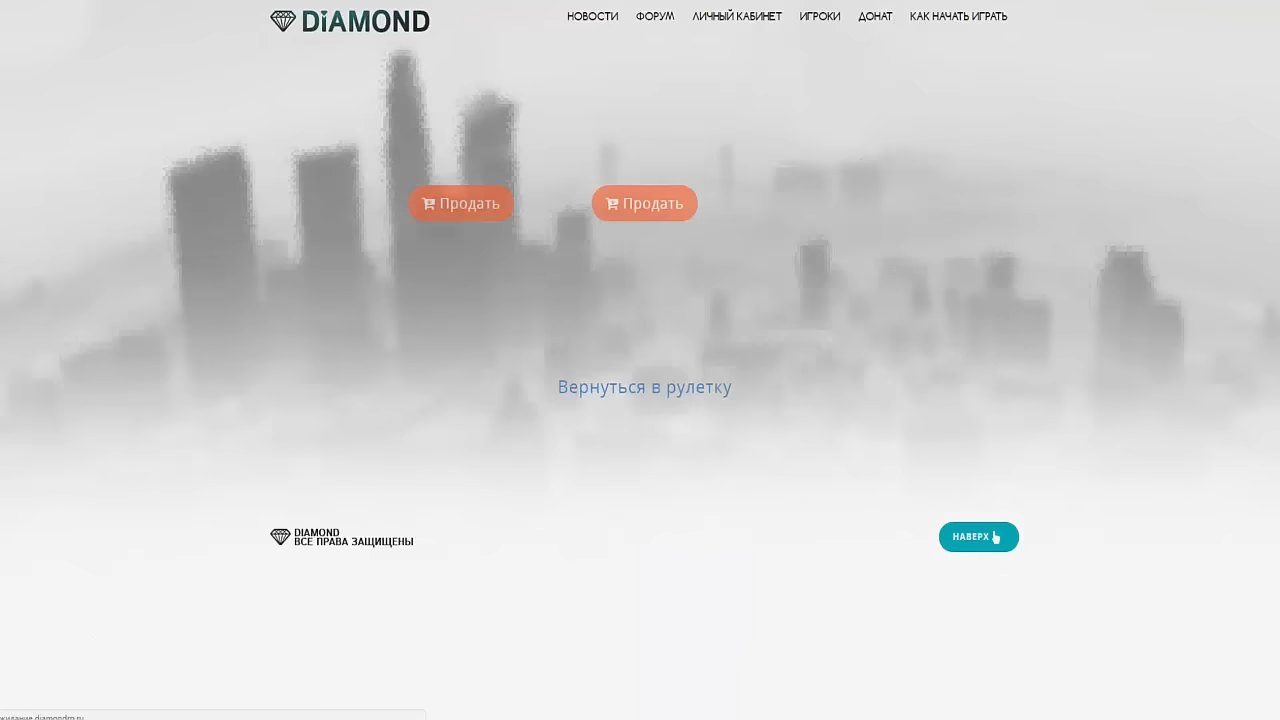 DiAMOND
НОВОСТИ ФОРУМ ЛИЧНЫЙ КАБИНЕТ ИГРОКИ ДОНАТ КАК НАЧАТЬ ИГРАТЬ
Продать Продать
Вернуться в рулетку
DIAMOND
ВСЕ ПРАВА ЗАЩИЩЕНЫ
НАВЕРХ